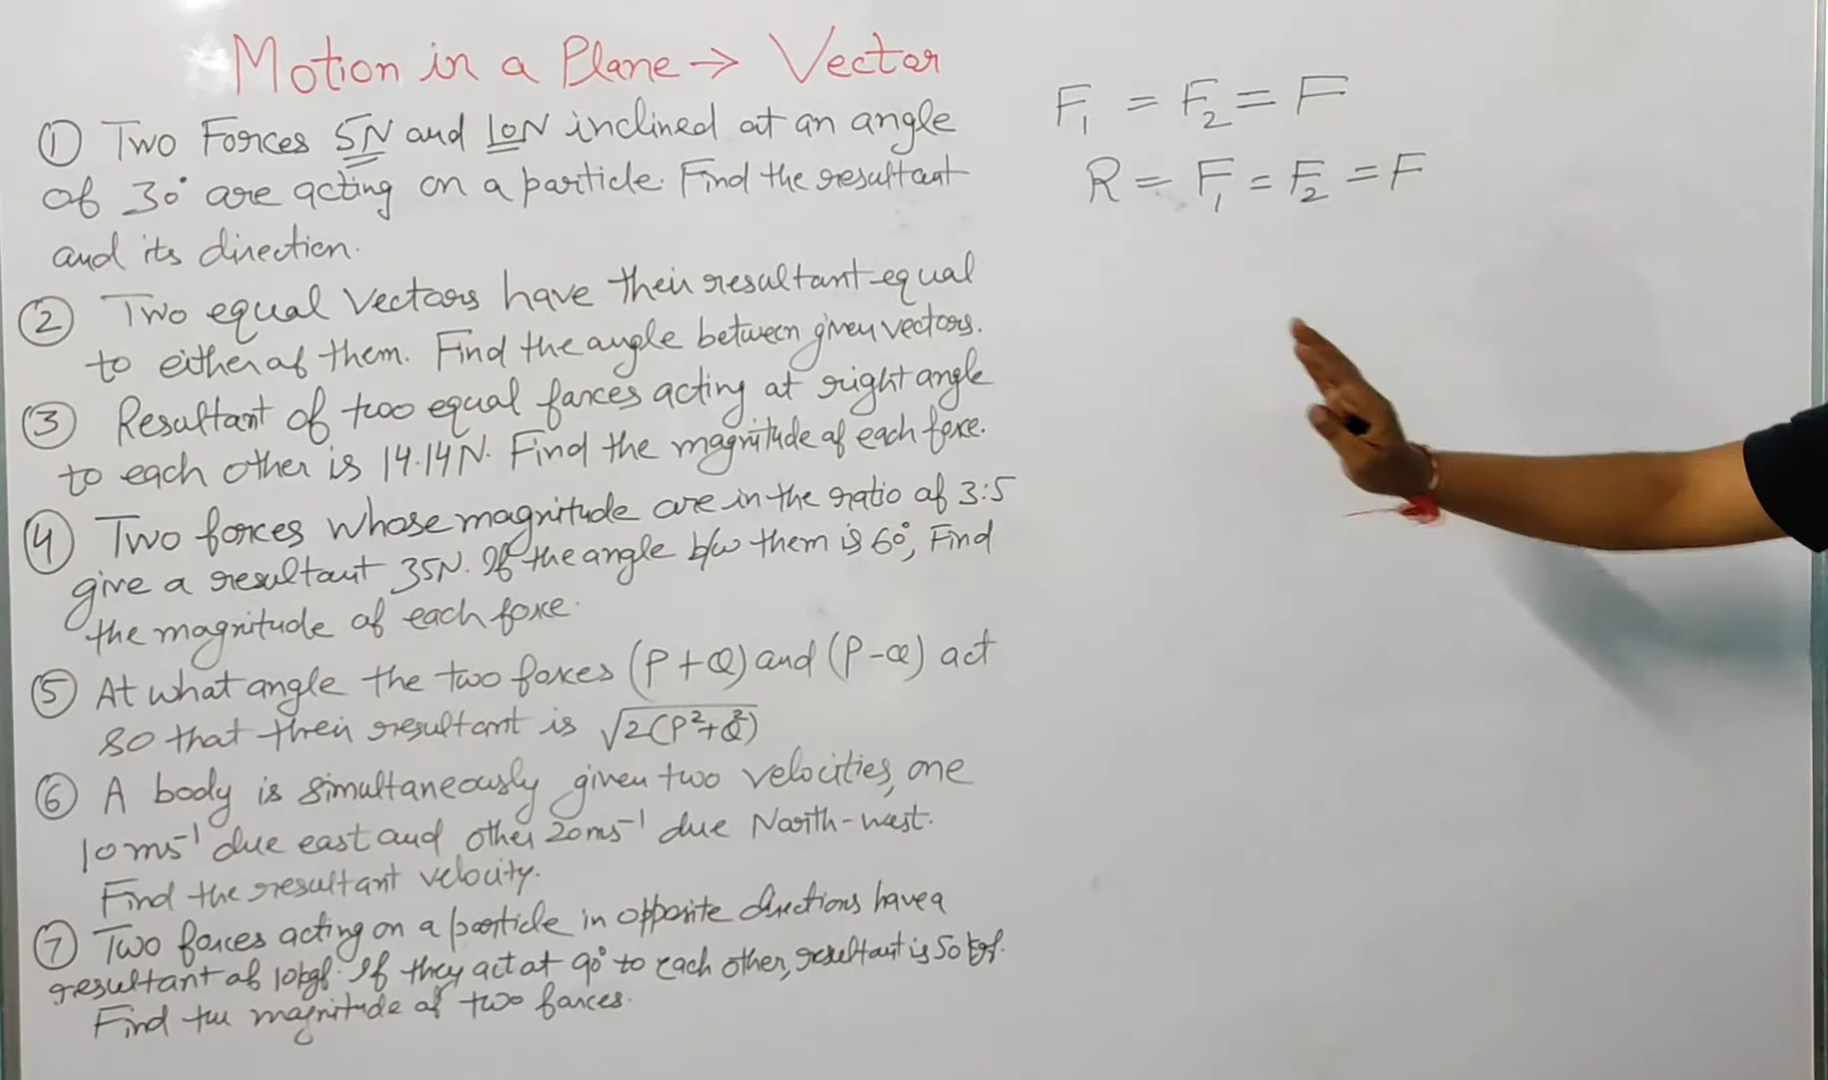 Motion in a Plane → Vector
① Two Forces 5N and 10N inclined at an angle
of 30° are acting on a particle. Find the resultant
and its direction.
② Two equal Vectors have their resultant equal
to either of them. Find the angle between given vectors.
③ Resultant of two equal forces acting at right angle
to each other is 14.14N. Find the magnitude of each force.
④ Two forces whose magnitude are in the ratio of 3:5
give a resultant 35N. If the angle b/w them is 60°, Find
the magnitude of each force.
⑤ At what angle the two forces (P+Q) and (P-Q) act
so that their resultant is √2(P²+Q²)
⑥ A body is simultaneously given two velocities, one
10ms⁻¹ due east and other 20ms⁻¹ due North-west.
Find the resultant velocity.
⑦ Two forces acting on a particle in opposite directions have a
resultant of 10kgf. If they act at 90° to each other, resultant is 50 kgf.
Find the magnitude of two forces.
F₁ = F₂ = F
R = F₁ = F₂ = F